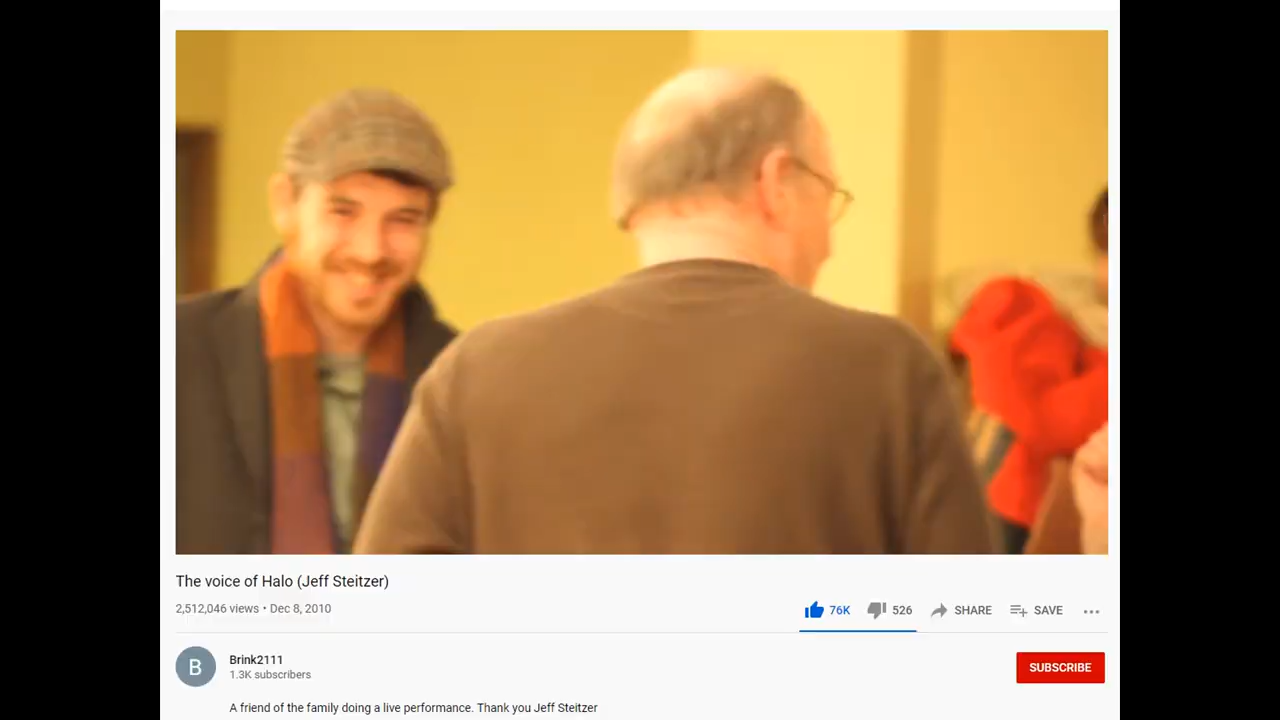 The voice of Halo (Jeff Steitzer)
2,512,046 views • Dec 8, 2010
76K 526 SHARE SAVE
B
Brink2111
1.3K subscribers
SUBSCRIBE
A friend of the family doing a live performance. Thank you Jeff Steitzer